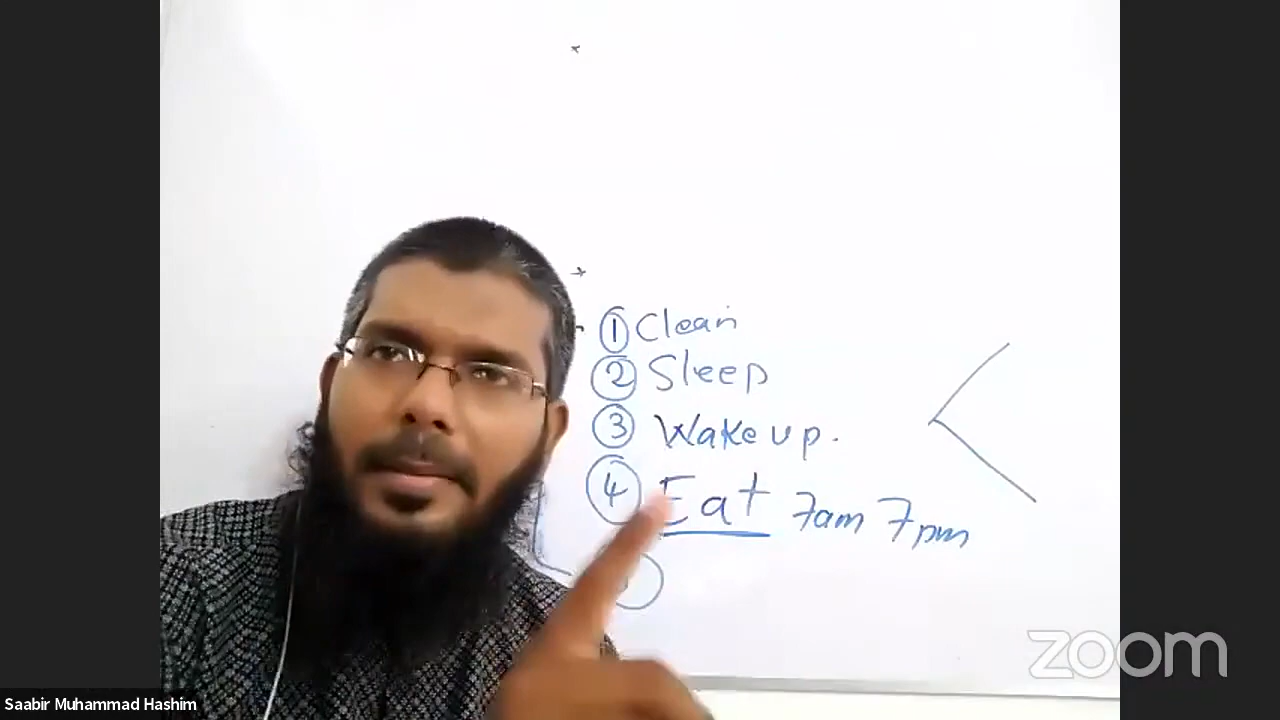 ① Clean
② Sleep
③ Wake up.
④ Eat 7am 7pm
zoom
Saabir Muhammad Hashim